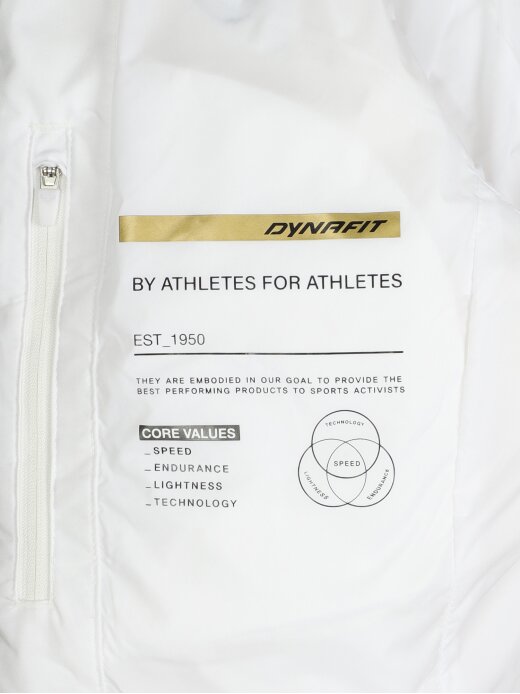 DYNAFIT
BY ATHLETES FOR ATHLETES
EST_1950
THEY ARE EMBODIED IN OUR GOAL TO PROVIDE THE
BEST PERFORMING PRODUCTS TO SPORTS ACTIVISTS
CORE VALUES
_SPEED
_ENDURANCE
_LIGHTNESS
_TECHNOLOGY
TECHNOLOGY
SPEED
LIGHTNESS
ENDURANCE